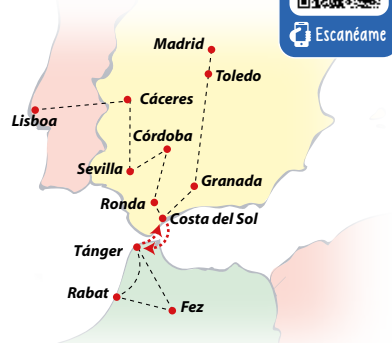 Escanéame
Madrid
Toledo
Cáceres
Lisboa
Córdoba
Sevilla
Granada
Ronda
Costa del Sol
Tánger
Rabat
Fez